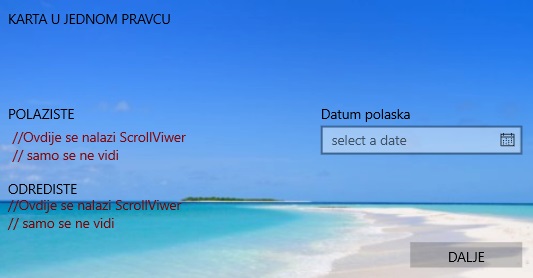 KARTA U JEDNOM PRAVCU
POLAZISTE
//Ovdije se nalazi ScrollViwer
// samo se ne vidi
Datum polaska
select a date
ODREDISTE
//Ovdije se nalazi ScrollViwer
// samo se ne vidi
DALJE